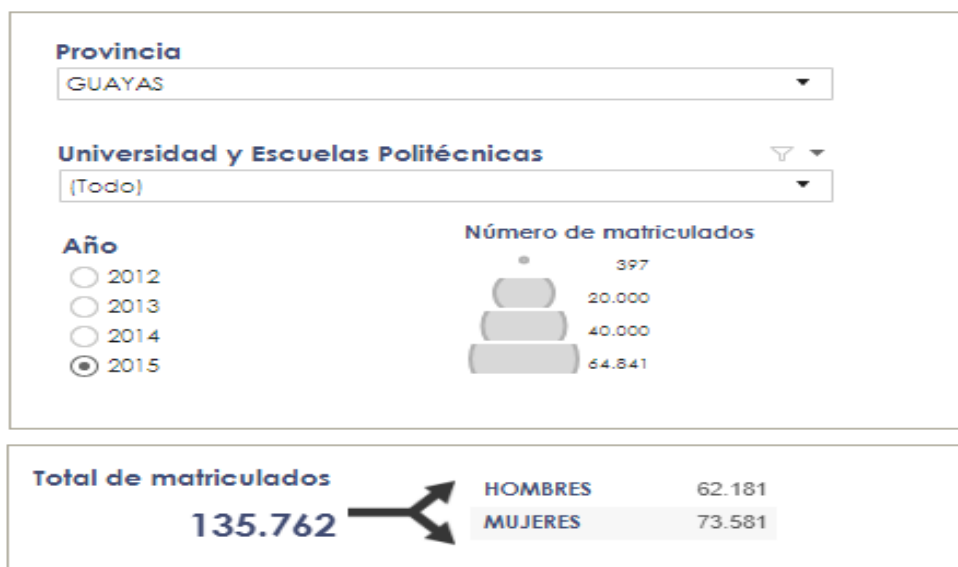 Provincia
GUAYAS
Universidad y Escuelas Politécnicas
(Todo)
Año
2012
2013
2014
2015
Número de matriculados
397
20.000
40.000
64.841
Total de matriculados
135.762
HOMBRES 62.181
MUJERES 73.581